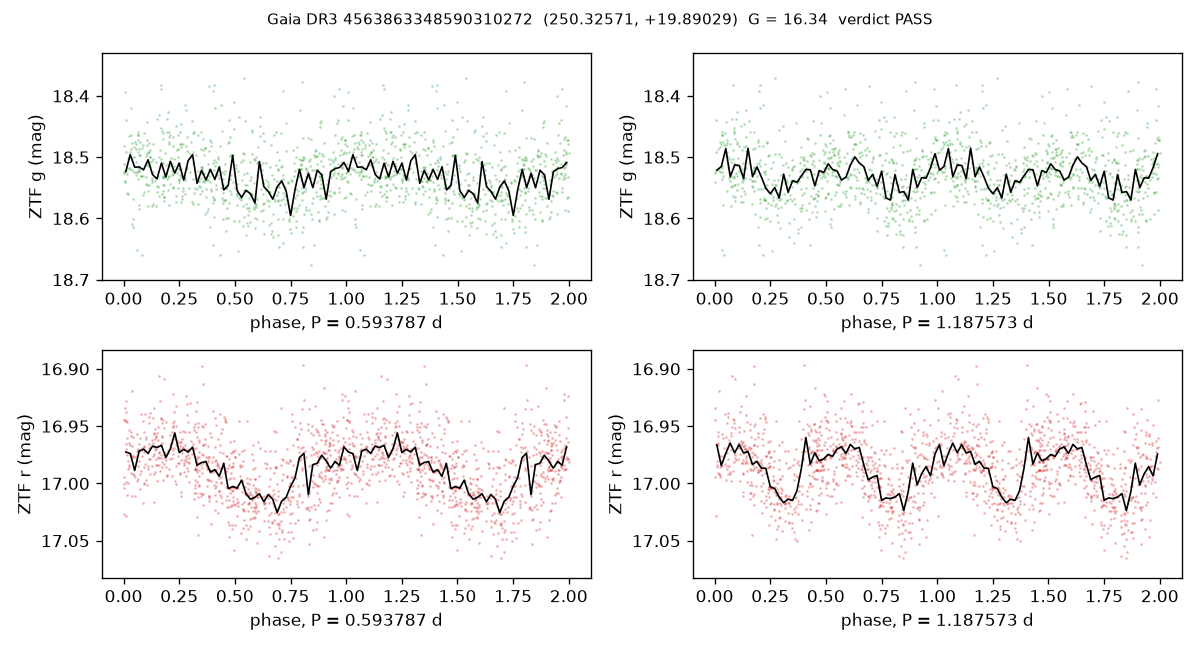 Gaia DR3 4563863348590310272 (250.32571, +19.89029) G = 16.34 verdict PASS
ZTF g (mag)
18.4
18.5
18.6
18.7
0.00 0.25 0.50 0.75 1.00 1.25 1.50 1.75 2.00
phase, P = 0.593787 d
ZTF g (mag)
18.4
18.5
18.6
18.7
0.00 0.25 0.50 0.75 1.00 1.25 1.50 1.75 2.00
phase, P = 1.187573 d
ZTF r (mag)
16.90
16.95
17.00
17.05
0.00 0.25 0.50 0.75 1.00 1.25 1.50 1.75 2.00
phase, P = 0.593787 d
ZTF r (mag)
16.90
16.95
17.00
17.05
0.00 0.25 0.50 0.75 1.00 1.25 1.50 1.75 2.00
phase, P = 1.187573 d